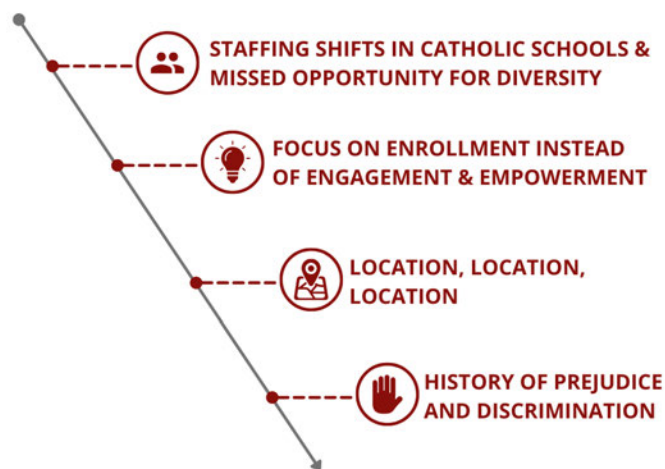 STAFFING SHIFTS IN CATHOLIC SCHOOLS &
MISSED OPPORTUNITY FOR DIVERSITY
FOCUS ON ENROLLMENT INSTEAD
OF ENGAGEMENT & EMPOWERMENT
LOCATION, LOCATION,
LOCATION
HISTORY OF PREJUDICE
AND DISCRIMINATION